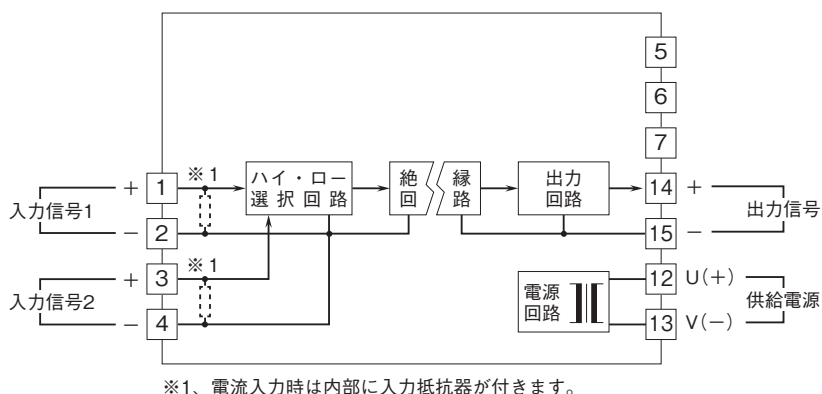 5
6
7
※1
+ 1
ハイ・ロー
選択回路
絶回
縁路
出力
回路
14 +
入力信号1
出力信号
− 2
15 −
※1
+ 3
12 U(+)
入力信号2
電源
回路
供給電源
− 4
13 V(−)
※1、電流入力時は内部に入力抵抗器が付きます。